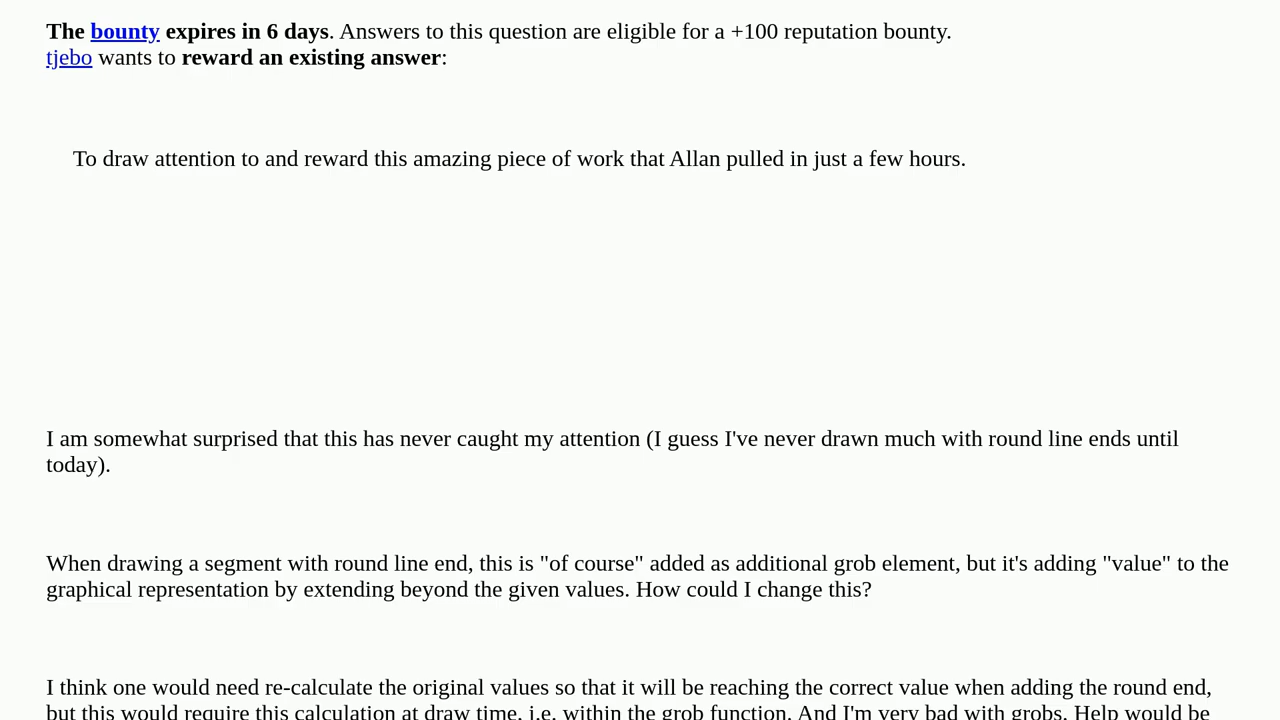 The bounty expires in 6 days. Answers to this question are eligible for a +100 reputation bounty.
tjebo wants to reward an existing answer:
To draw attention to and reward this amazing piece of work that Allan pulled in just a few hours.
I am somewhat surprised that this has never caught my attention (I guess I've never drawn much with round line ends until
today).
When drawing a segment with round line end, this is "of course" added as additional grob element, but it's adding "value" to the
graphical representation by extending beyond the given values. How could I change this?
I think one would need re-calculate the original values so that it will be reaching the correct value when adding the round end,
but this would require this calculation at draw time, i.e. within the grob function. And I'm very bad with grobs. Help would be